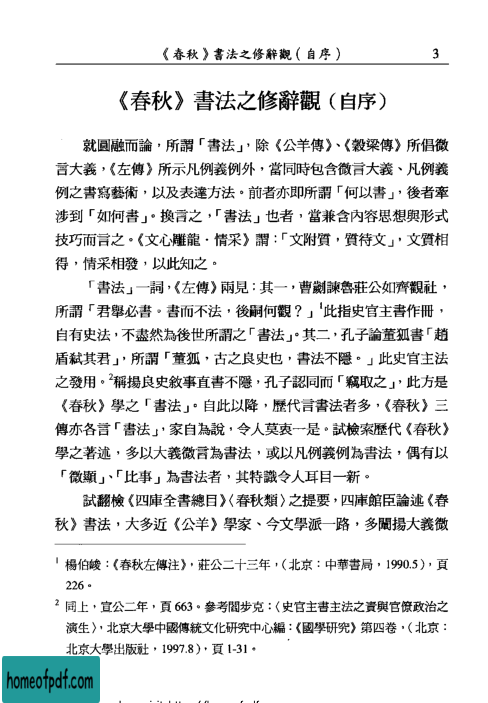 《春秋》書法之修辭觀（自序） 3
《春秋》書法之修辭觀（自序）
就圓融而論，所謂「書法」，除《公羊傳》、《穀梁傳》所倡微
言大義，《左傳》所示凡例義例外，當同時包含微言大義、凡例義
例之書寫藝術，以及表達方法。前者亦即所謂「何以書」，後者牽
涉到「如何書」。換言之，「書法」也者，當兼含內容思想與形式
技巧而言之。《文心雕龍．情采》謂：「文附質，質待文」，文質相
得，情采相發，以此知之。
「書法」一詞，《左傳》兩見：其一，曹劌諫魯莊公如齊觀社，
所謂「君舉必書。書而不法，後嗣何觀？」1此指史官主書作冊，
自有史法，不盡然為後世所謂之「書法」。其二，孔子論董狐書「趙
盾弒其君」，所謂「董狐，古之良史也，書法不隱。」此史官主法
之發用。2稱揚良史敘事直書不隱，孔子認同而「竊取之」，此方是
《春秋》學之「書法」。自此以降，歷代言書法者多，《春秋》三
傳亦各言「書法」，家自為說，令人莫衷一是。試檢索歷代《春秋》
學之著述，多以大義微言為書法，或以凡例義例為書法，偶有以
「微顯」、「比事」為書法者，其特識令人耳目一新。
試翻檢《四庫全書總目》〈春秋類〉之提要，四庫館臣論述《春
秋》書法，大多近《公羊》學家、今文學派一路，多闡揚大義微
1 楊伯峻：《春秋左傳注》，莊公二十三年，（北京：中華書局，1990.5），頁
226。
2 同上，宣公二年，頁 663。參考閻步克：〈史官主書主法之責與官僚政治之
演生〉，北京大學中國傳統文化研究中心編：《國學研究》第四卷，（北京：
北京大學出版社，1997.8），頁 1-31。
homeofpdf.com